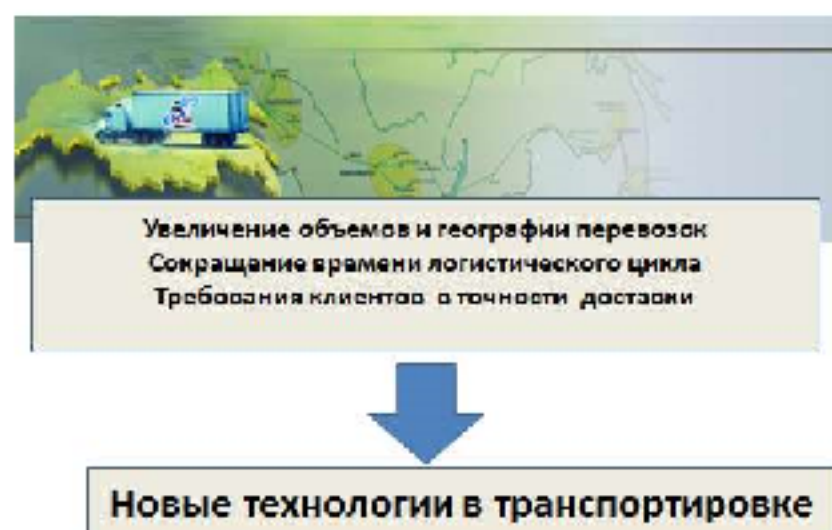 Увеличение объемов и географии перевозок
Сокращение времени логистического цикла
Требования клиентов в точности доставки
Новые технологии в транспортировке